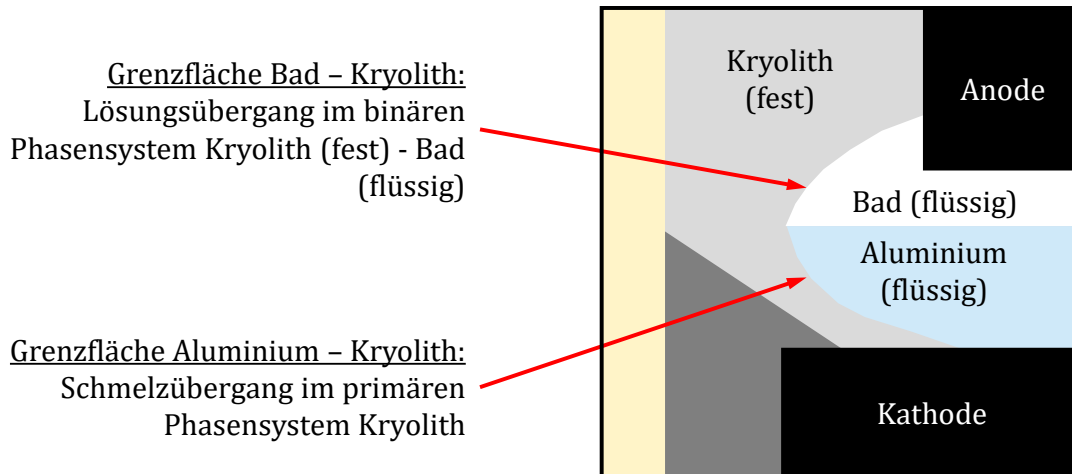 Grenzfläche Bad – Kryolith:
Lösungsübergang im binären
Phasensystem Kryolith (fest) - Bad
(flüssig)
Grenzfläche Aluminium – Kryolith:
Schmelzübergang im primären
Phasensystem Kryolith
Kryolith
(fest)
Anode
Bad (flüssig)
Aluminium
(flüssig)
Kathode